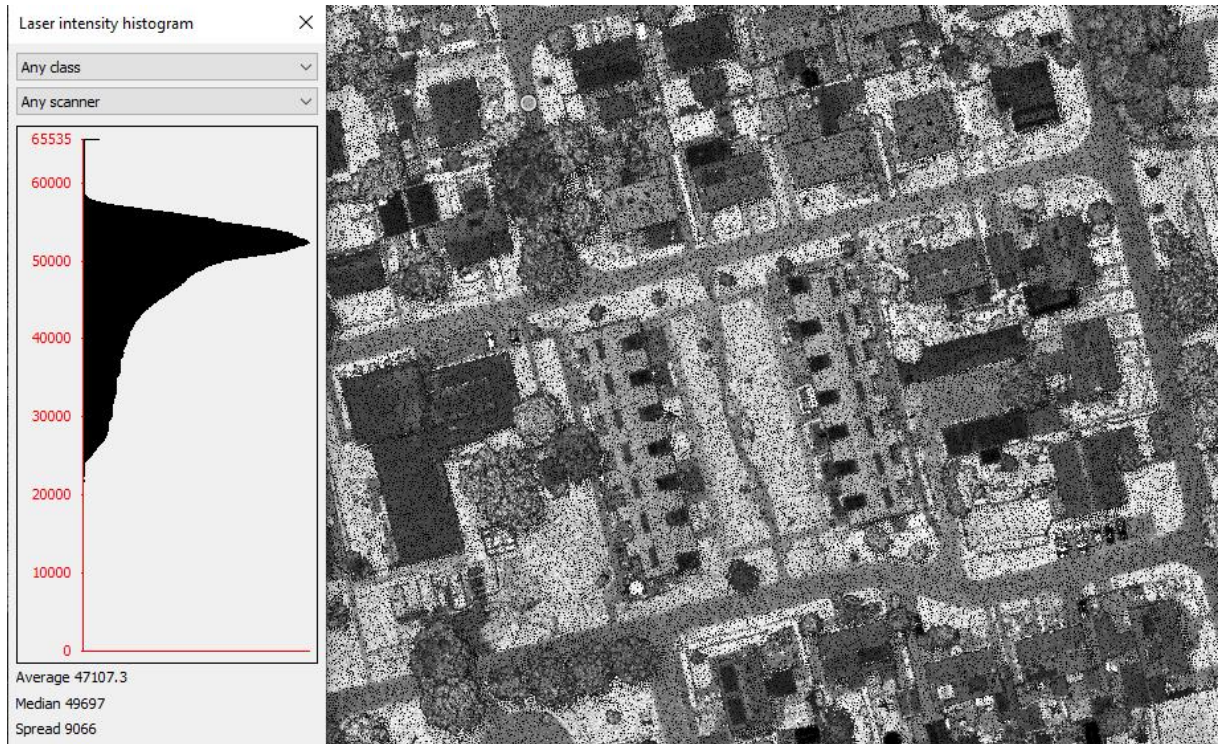 Laser intensity histogram
Any class
Any scanner
65535
60000
50000
40000
30000
20000
10000
0
Average 47107.3
Median 49697
Spread 9066